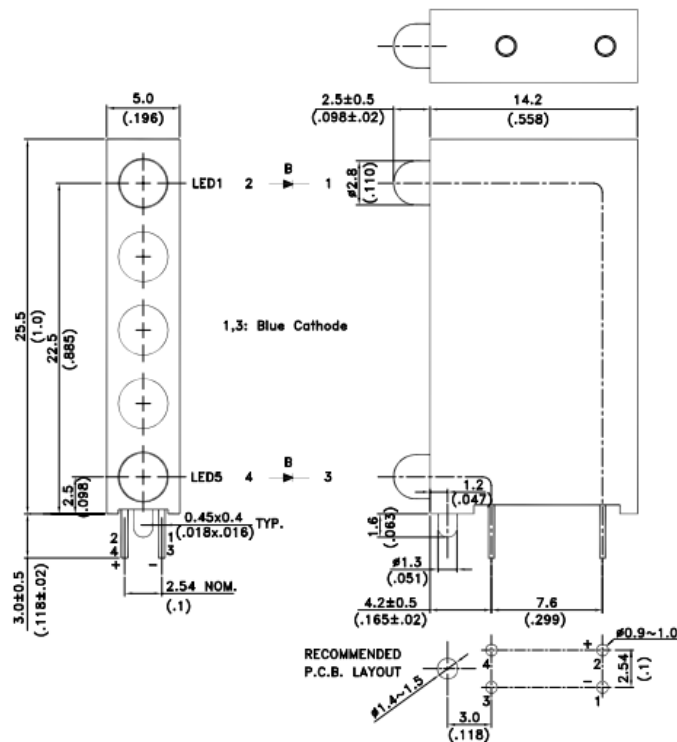 5.0
(.196)
2.5±0.5
(.098±.02)
14.2
(.558)
LED1 2 B 1
ø2.8
(.110)
25.5
(1.0)
22.5
(.885)
1,3: Blue Cathode
LED5 4 B 3
2.5
(.098)
1.2
(.047)
0.45x0.4
(.018x.016)
TYP.
1.6
(.063)
2 1
4 3
+ −
3.0±0.5
(.118±.02)
2.54 NOM.
(.1)
ø1.3
(.051)
4.2±0.5
(.165±.02)
7.6
(.299)
RECOMMENDED
P.C.B. LAYOUT
ø0.9~1.0
4 + 2
2.54
(.1)
3 − 1
ø1.4~1.5
3.0
(.118)